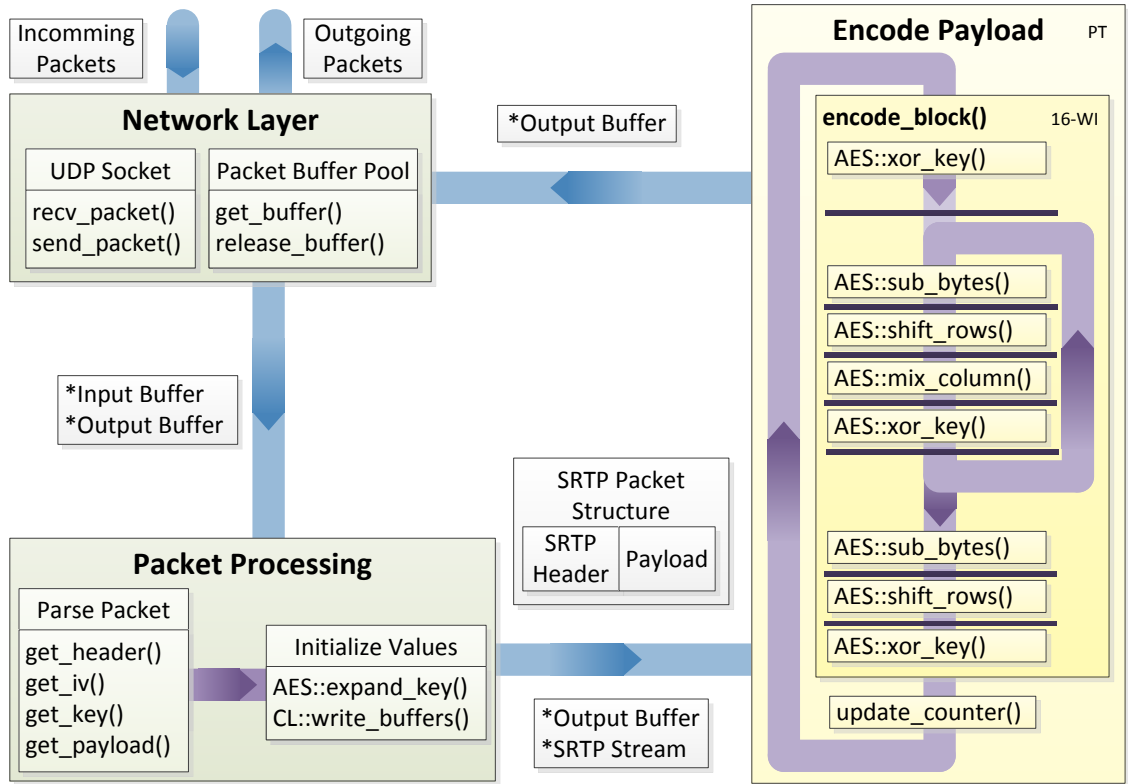 Incomming
Packets
Outgoing
Packets
Network Layer
UDP Socket
recv_packet()
send_packet()
Packet Buffer Pool
get_buffer()
release_buffer()
*Output Buffer
*Input Buffer
*Output Buffer
Packet Processing
Parse Packet
get_header()
get_iv()
get_key()
get_payload()
Initialize Values
AES::expand_key()
CL::write_buffers()
SRTP Packet
Structure
SRTP
Header
Payload
*Output Buffer
*SRTP Stream
Encode Payload
PT
encode_block()
16-WI
AES::xor_key()
AES::sub_bytes()
AES::shift_rows()
AES::mix_column()
AES::xor_key()
AES::sub_bytes()
AES::shift_rows()
AES::xor_key()
update_counter()